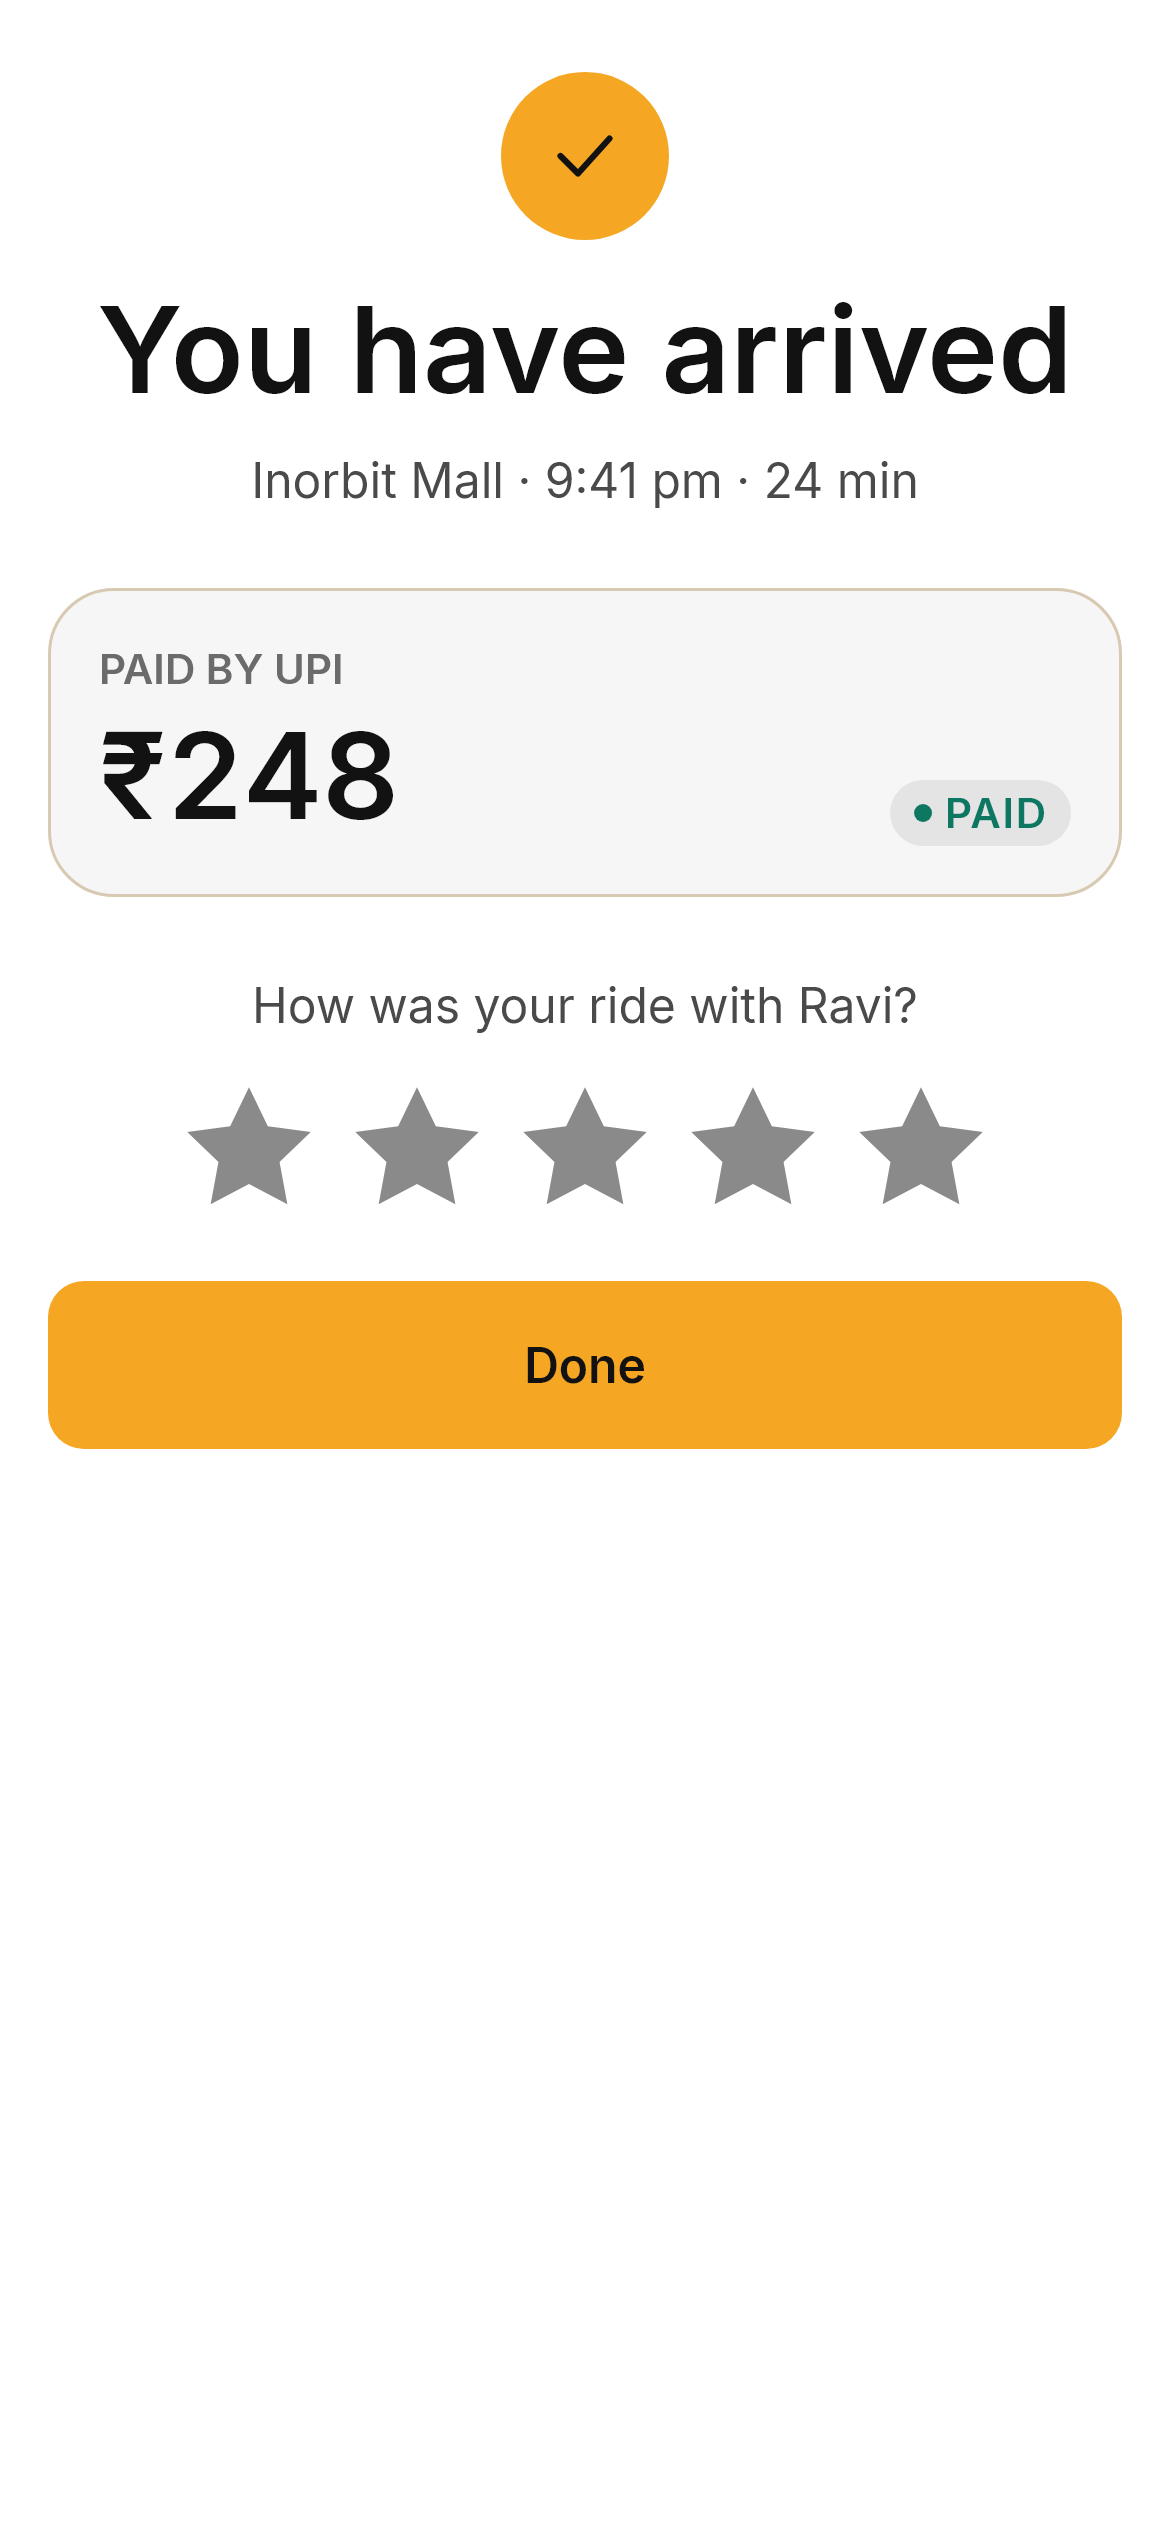 You have arrived
Inorbit Mall · 9:41 pm · 24 min
PAID BY UPI
₹248
PAID
How was your ride with Ravi?
Done